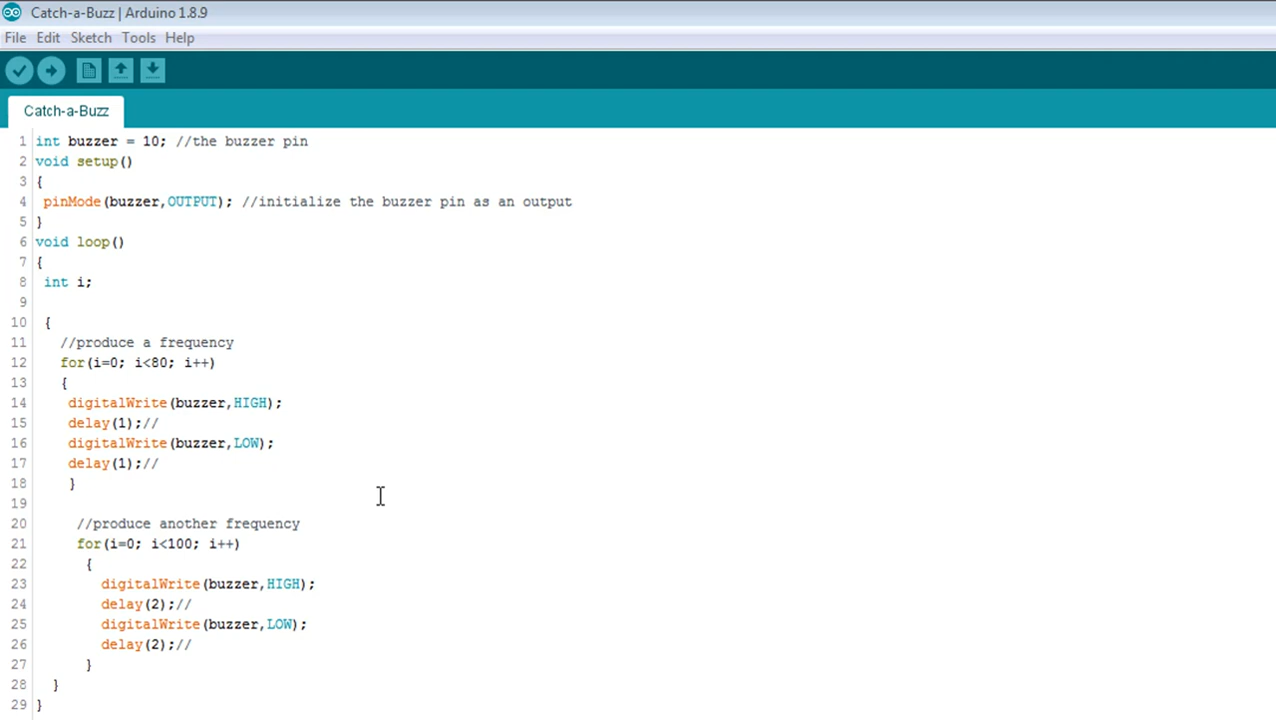 Catch-a-Buzz | Arduino 1.8.9
File Edit Sketch Tools Help
Catch-a-Buzz
1 int buzzer = 10; //the buzzer pin
2 void setup()
3 {
4 pinMode(buzzer,OUTPUT); //initialize the buzzer pin as an output
5 }
6 void loop()
7 {
8 int i;
9
10 {
11 //produce a frequency
12 for(i=0; i<80; i++)
13 {
14 digitalWrite(buzzer,HIGH);
15 delay(1);//
16 digitalWrite(buzzer,LOW);
17 delay(1);//
18 }
19
20 //produce another frequency
21 for(i=0; i<100; i++)
22 {
23 digitalWrite(buzzer,HIGH);
24 delay(2);//
25 digitalWrite(buzzer,LOW);
26 delay(2);//
27 }
28 }
29 }